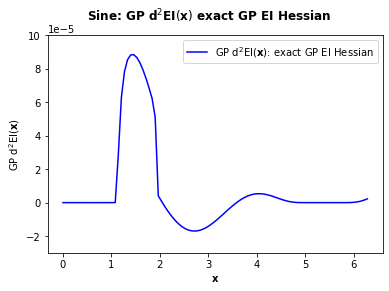 Sine: GP d²EI(x) exact GP EI Hessian
1e−5
GP d²EI(x): exact GP EI Hessian
10
8
6
4
2
0
−2
GP d²EI(x)
0 1 2 3 4 5 6
x